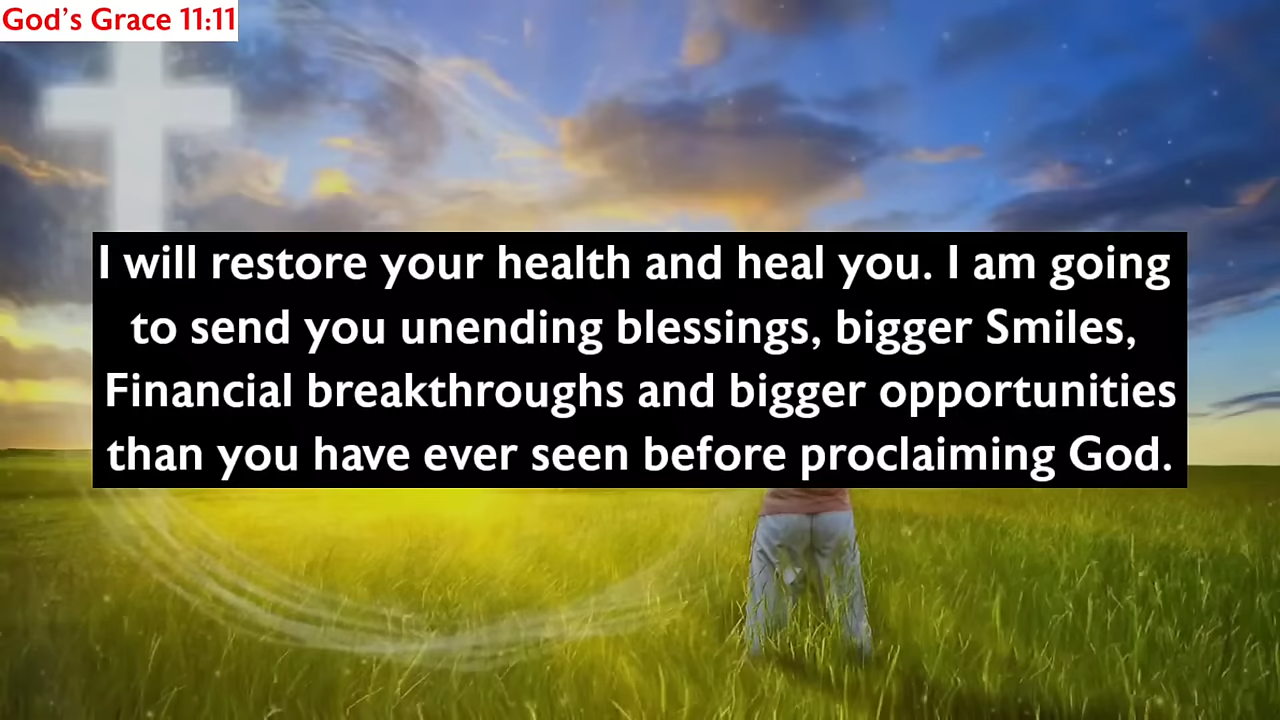 God's Grace 11:11
I will restore your health and heal you. I am going
to send you unending blessings, bigger Smiles,
Financial breakthroughs and bigger opportunities
than you have ever seen before proclaiming God.